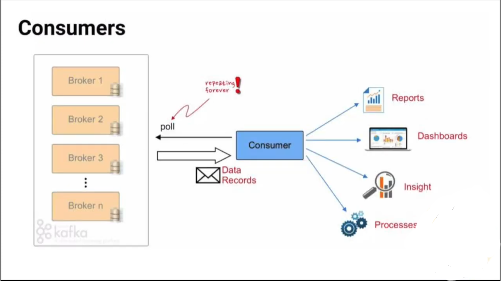 Consumers
Broker 1
Broker 2
Broker 3
Broker n
kafka
repeating
forever!
poll
Data
Records
Consumer
Reports
Dashboards
Insight
Processer